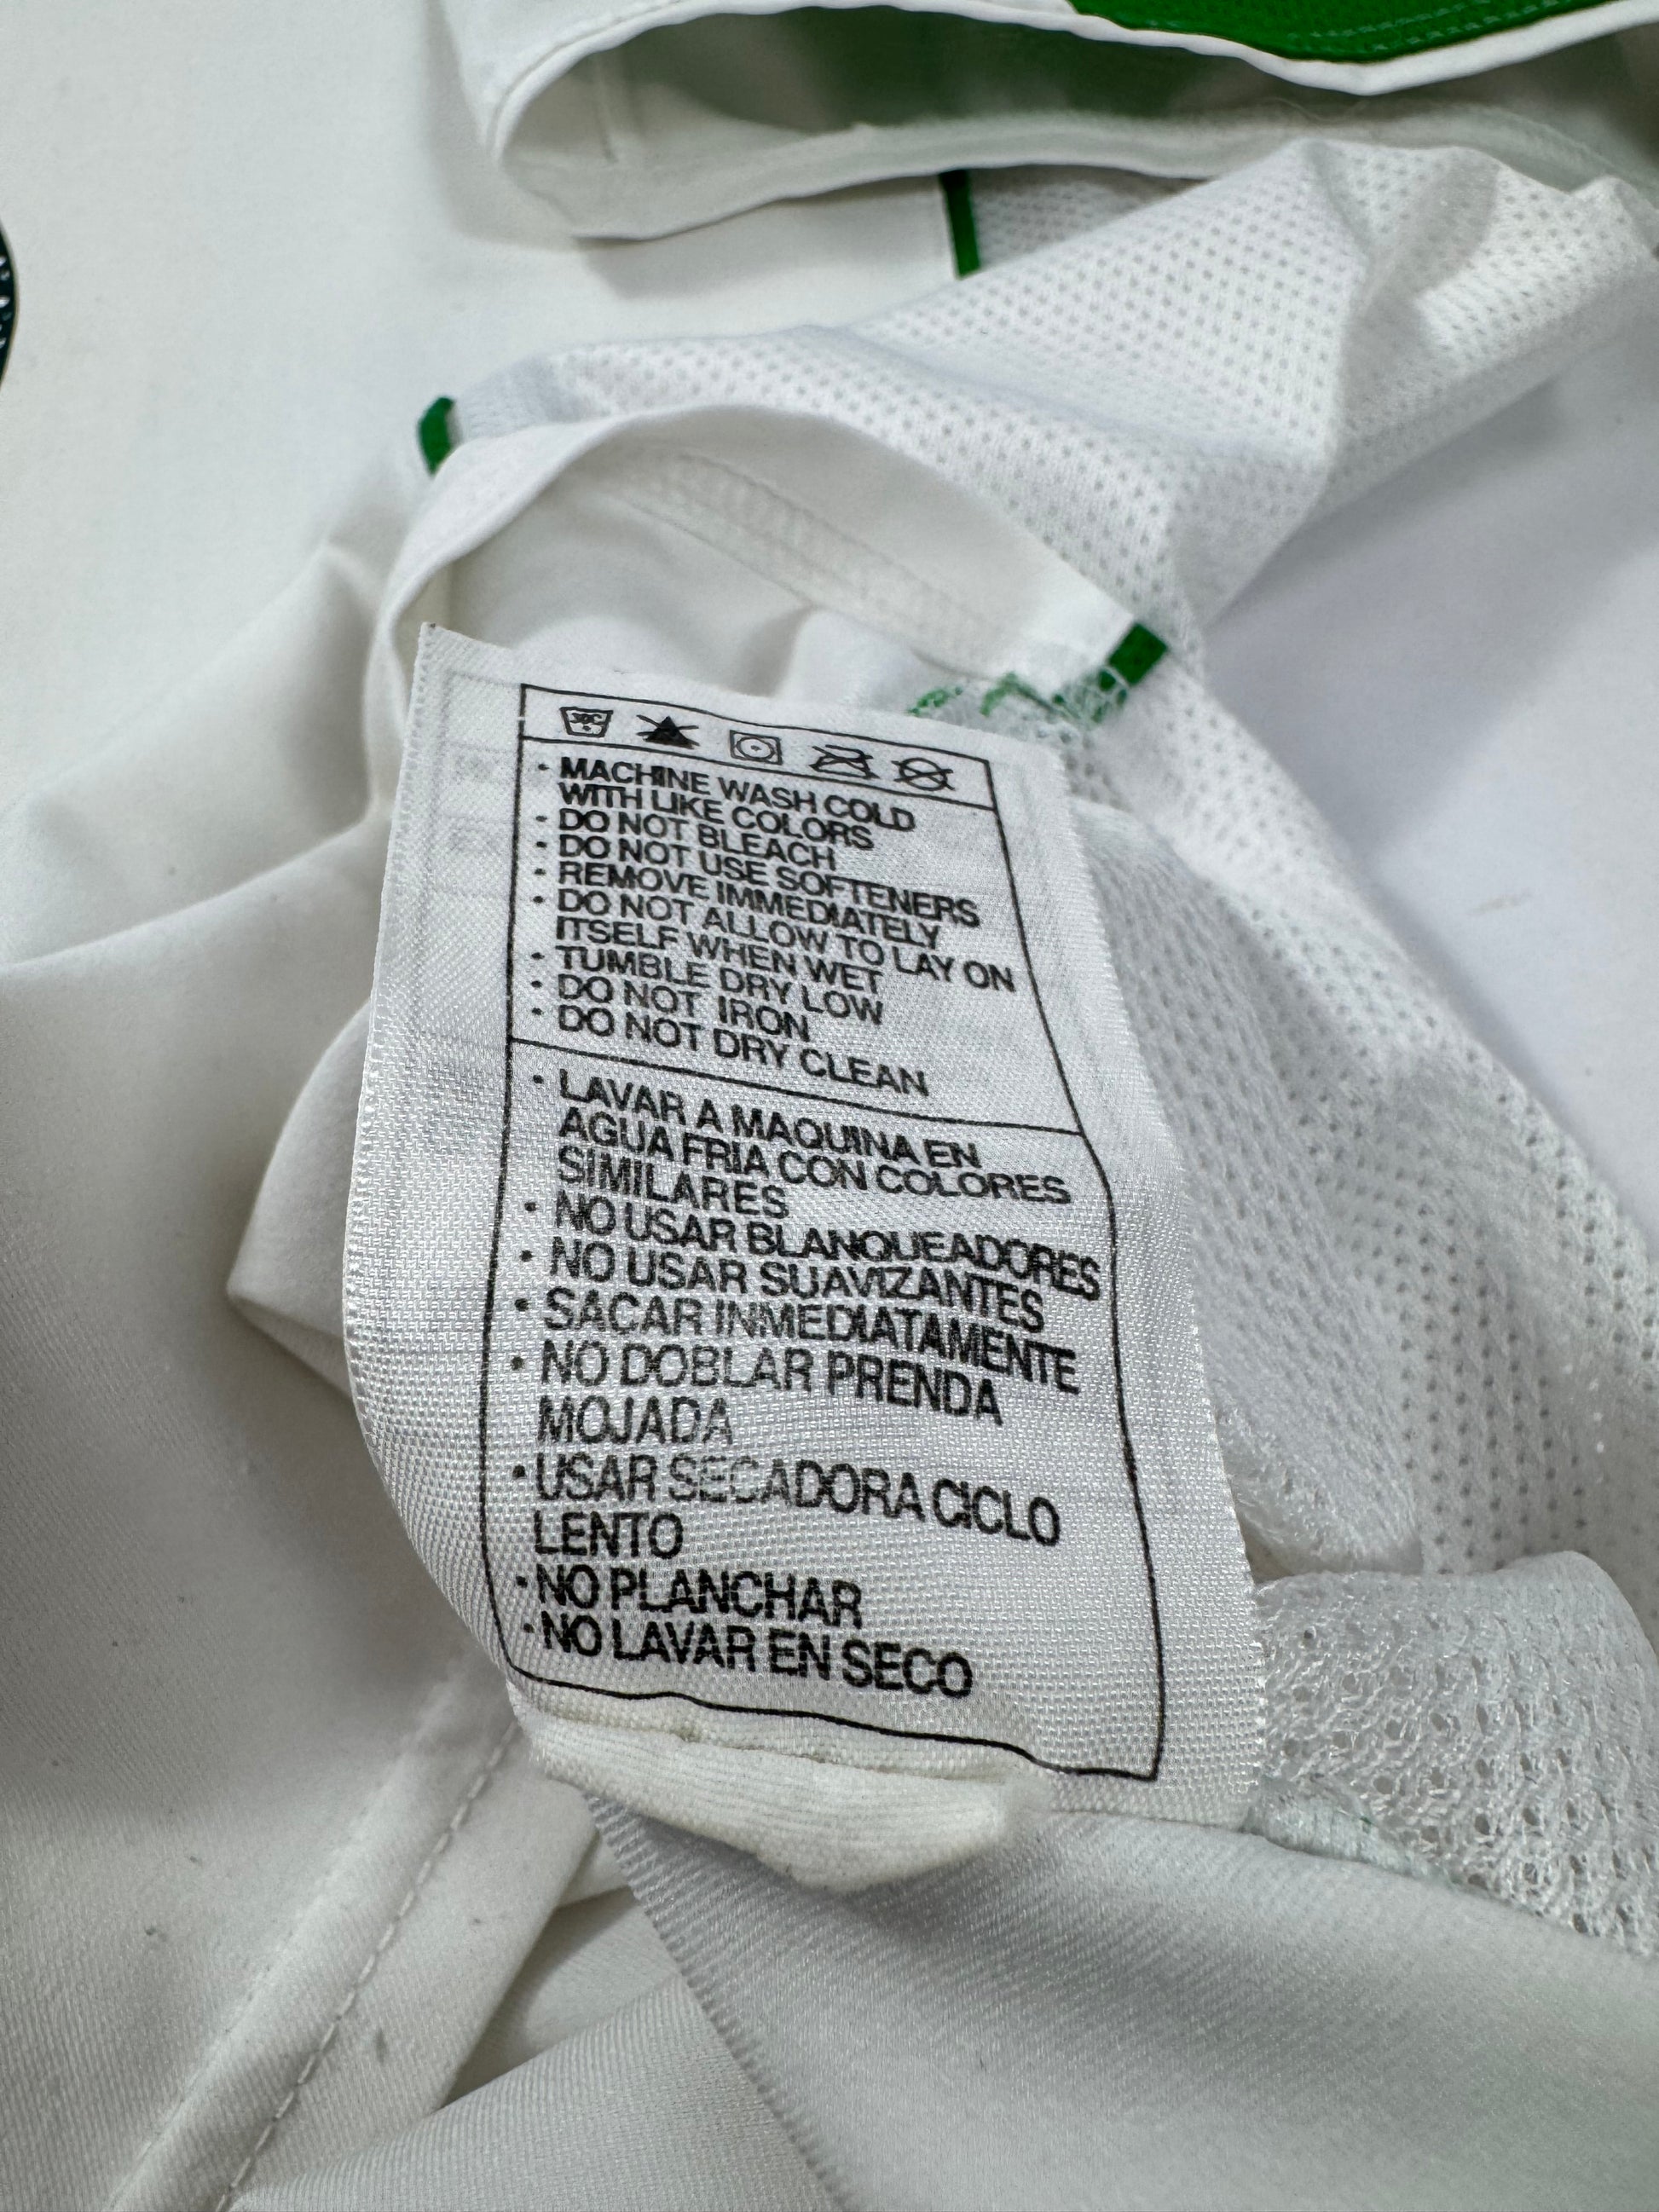 30C
· MACHINE WASH COLD
WITH LIKE COLORS
· DO NOT BLEACH
· DO NOT USE SOFTENERS
· REMOVE IMMEDIATELY
· DO NOT ALLOW TO LAY ON
ITSELF WHEN WET
· TUMBLE DRY LOW
· DO NOT IRON
· DO NOT DRY CLEAN
· LAVAR A MAQUINA EN
AGUA FRIA CON COLORES
SIMILARES
· NO USAR BLANQUEADORES
· NO USAR SUAVIZANTES
· SACAR INMEDIATAMENTE
· NO DOBLAR PRENDA
MOJADA
· USAR SECADORA CICLO
LENTO
· NO PLANCHAR
· NO LAVAR EN SECO